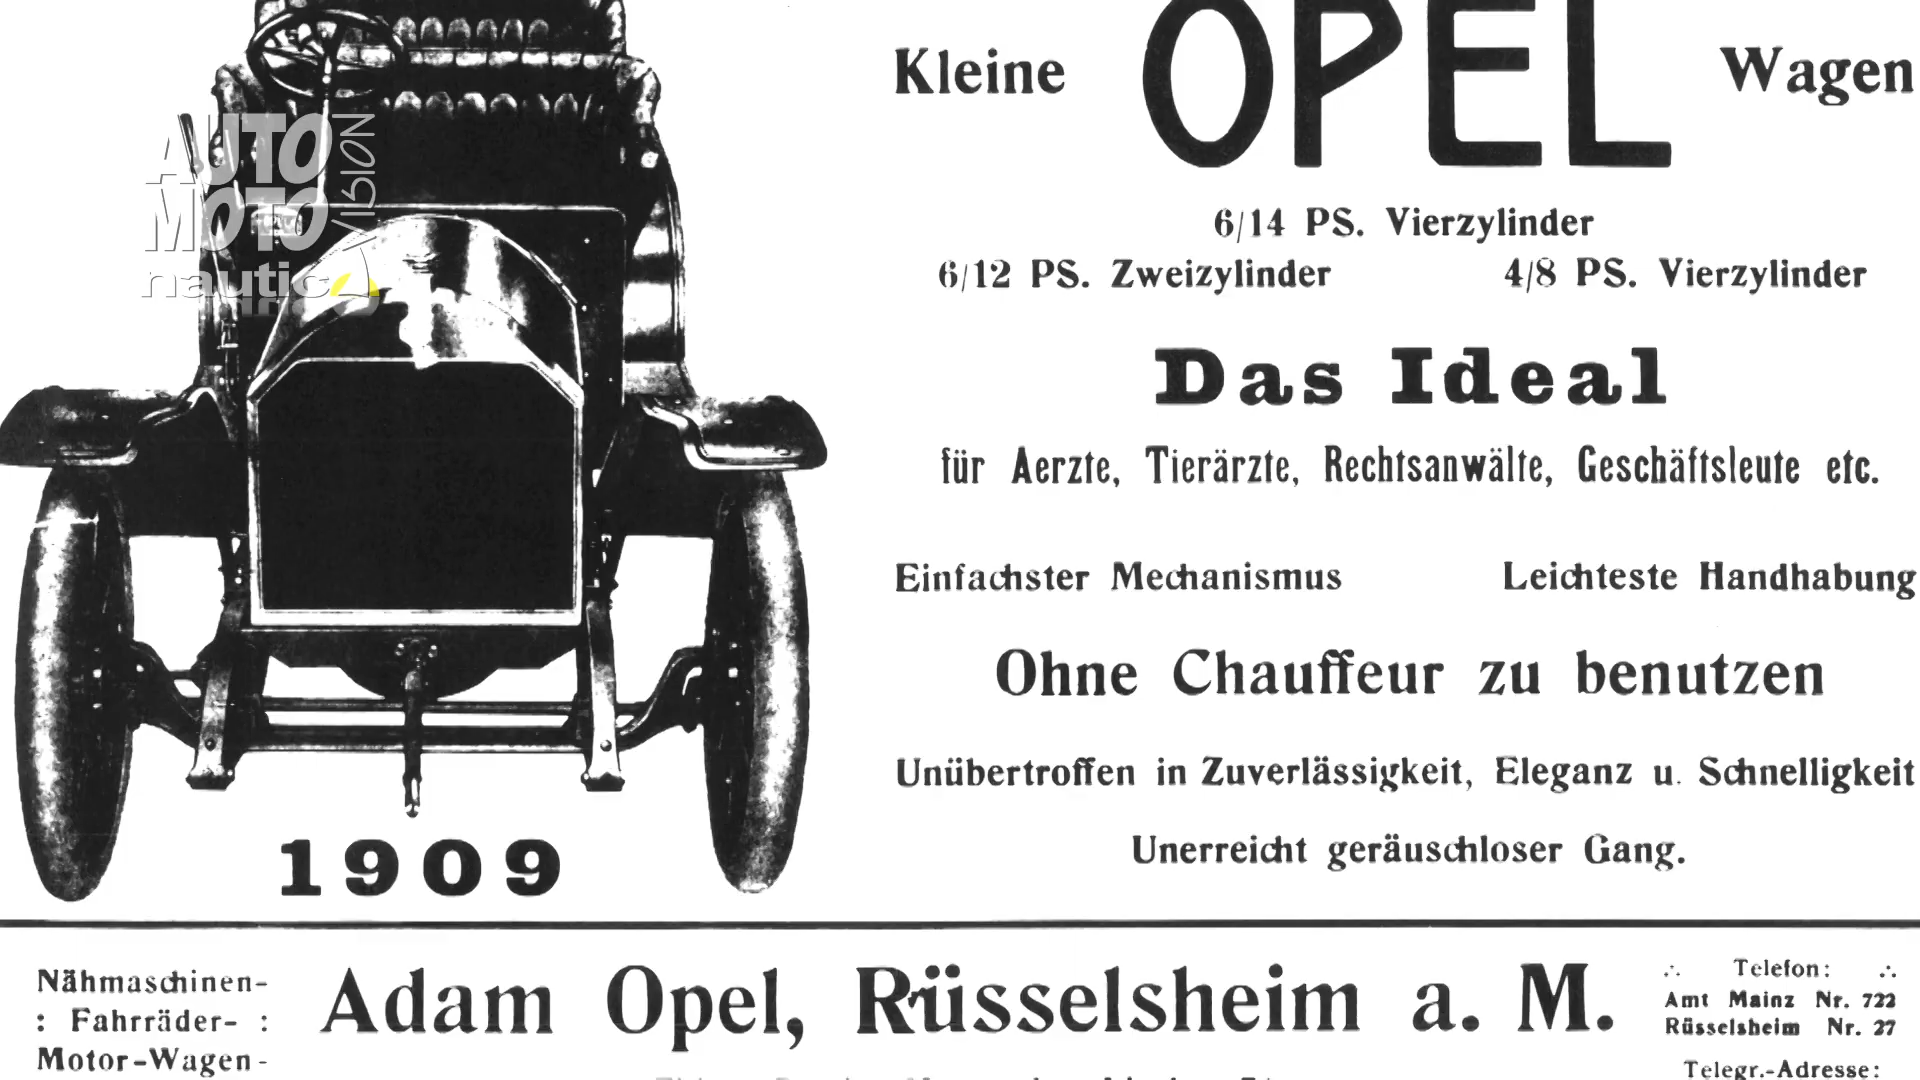 Kleine OPEL Wagen
6/14 PS. Vierzylinder
6/12 PS. Zweizylinder 4/8 PS. Vierzylinder
Das Ideal
für Aerzte, Tierärzte, Rechtsanwälte, Geschäftsleute etc.
Einfachster Mechanismus Leichteste Handhabung
Ohne Chauffeur zu benutzen
Unübertroffen in Zuverlässigkeit, Eleganz u. Schnelligkeit
Unerreicht geräuschloser Gang.
AUTO
MOTO
nautic
VISION
1909
Nähmaschinen-
: Fahrräder- :
Motor-Wagen-
Adam Opel, Rüsselsheim a. M.
Telefon:
Amt Mainz Nr. 722
Rüsselsheim Nr. 27
Telegr.-Adresse: